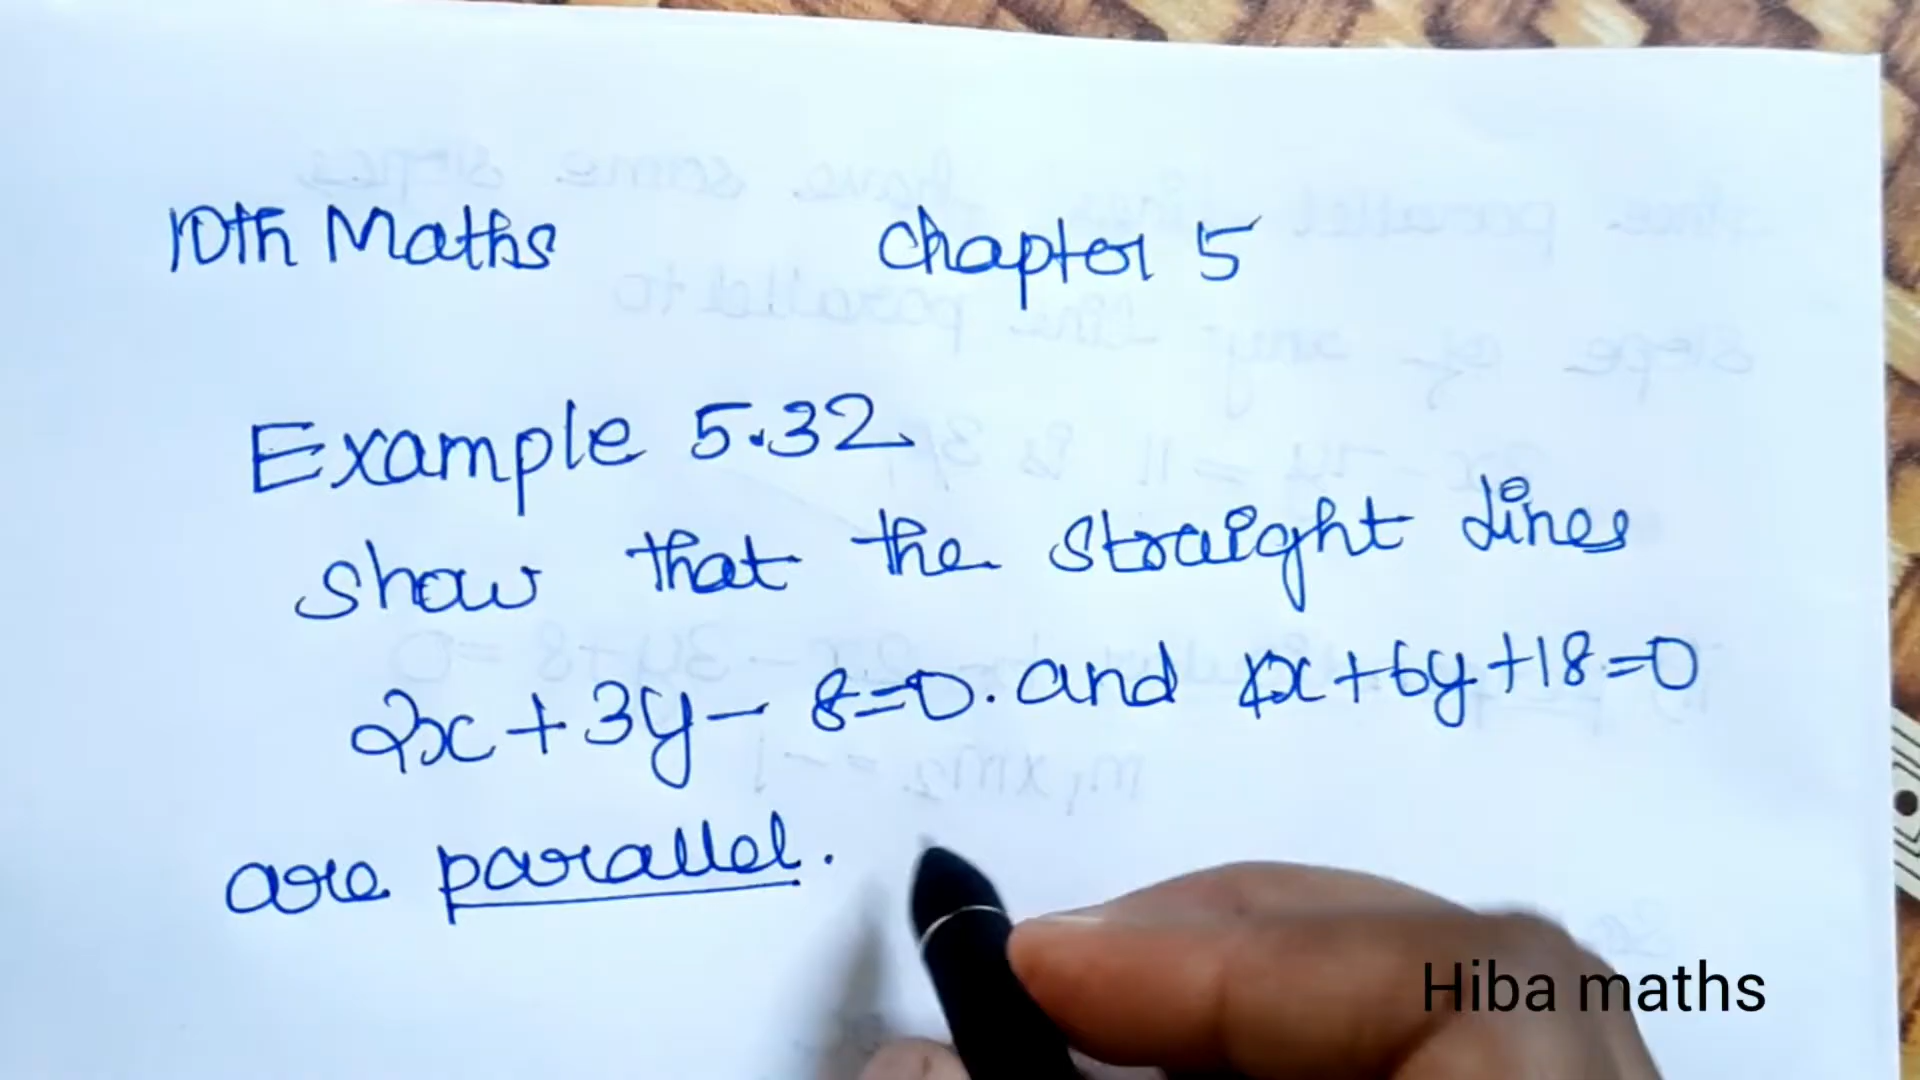 10th Maths chapter 5
Example 5.32
show that the straight lines
2x + 3y - 8=0. and 4x+6y+18=0
are parallel.
Hiba maths